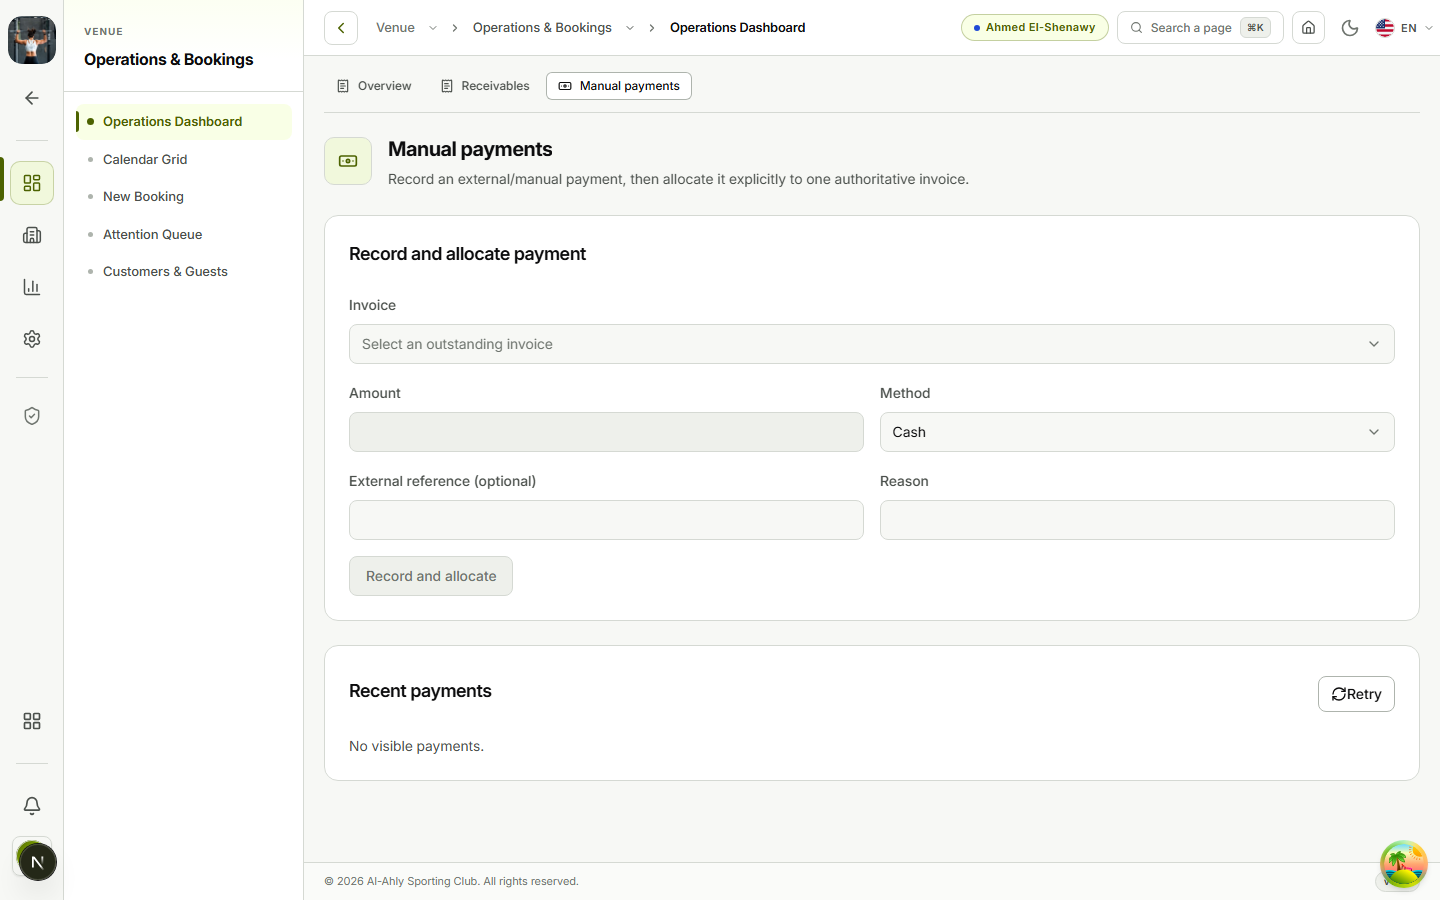 VENUE
Operations & Bookings
Operations Dashboard
Calendar Grid
New Booking
Attention Queue
Customers & Guests
Venue
Operations & Bookings
Operations Dashboard
Ahmed El-Shenawy
Search a page
⌘K
EN
Overview
Receivables
Manual payments
Manual payments
Record an external/manual payment, then allocate it explicitly to one authoritative invoice.
Record and allocate payment
Invoice
Select an outstanding invoice
Amount
Method
Cash
External reference (optional)
Reason
Record and allocate
Recent payments
Retry
No visible payments.
N
© 2026 Al-Ahly Sporting Club. All rights reserved.